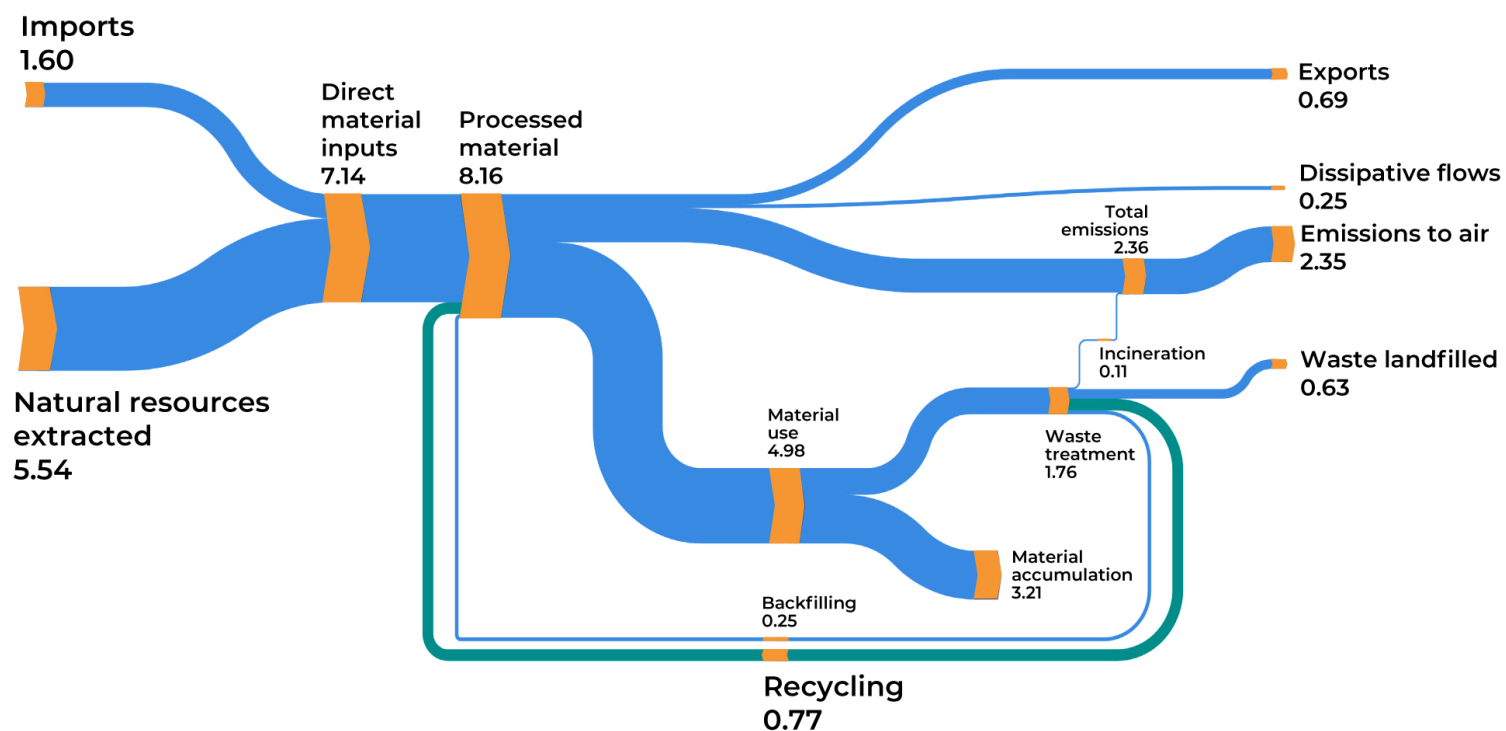 Imports
1.60
Direct
material
inputs
7.14
Processed
material
8.16
Exports
0.69
Dissipative flows
0.25
Total
emissions
2.36
Emissions to air
2.35
Incineration
0.11
Waste landfilled
0.63
Natural resources
extracted
5.54
Material
use
4.98
Waste
treatment
1.76
Material
accumulation
3.21
Backfilling
0.25
Recycling
0.77